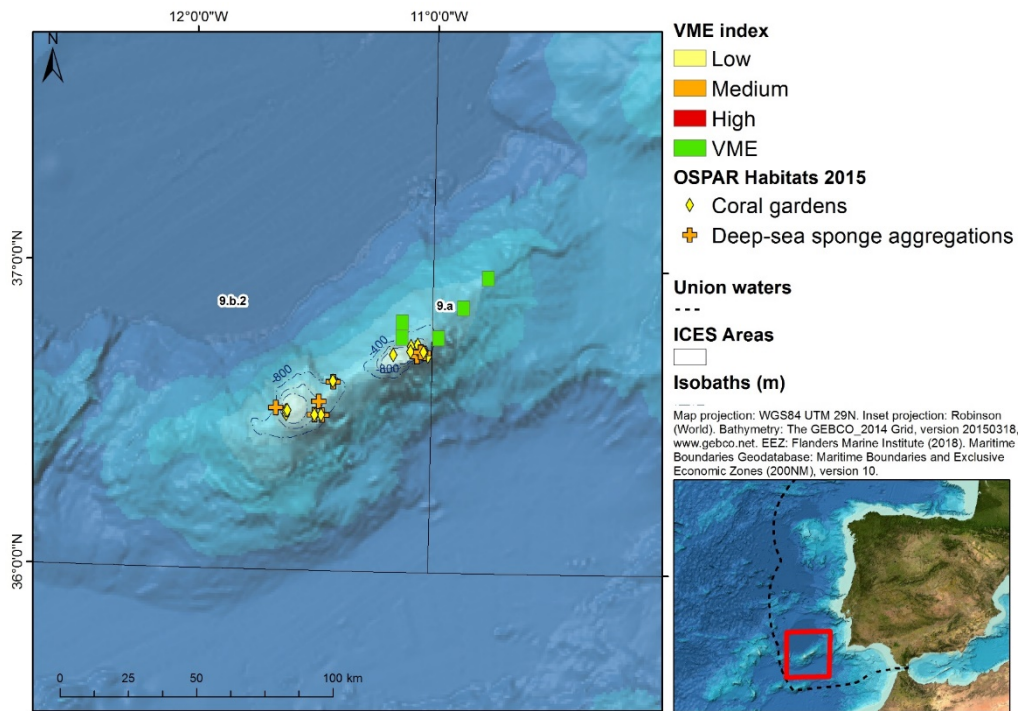 12°0'0"W
11°0'0"W
N
37°0'0"N
36°0'0"N
9.b.2
9.a
-400
-800
-800
0 25 50 100 km
VME index
Low
Medium
High
VME
OSPAR Habitats 2015
Coral gardens
Deep-sea sponge aggregations
Union waters
ICES Areas
Isobaths (m)
Map projection: WGS84 UTM 29N. Inset projection: Robinson
(World). Bathymetry: The GEBCO_2014 Grid, version 20150318,
www.gebco.net. EEZ: Flanders Marine Institute (2018). Maritime
Boundaries Geodatabase: Maritime Boundaries and Exclusive
Economic Zones (200NM), version 10.